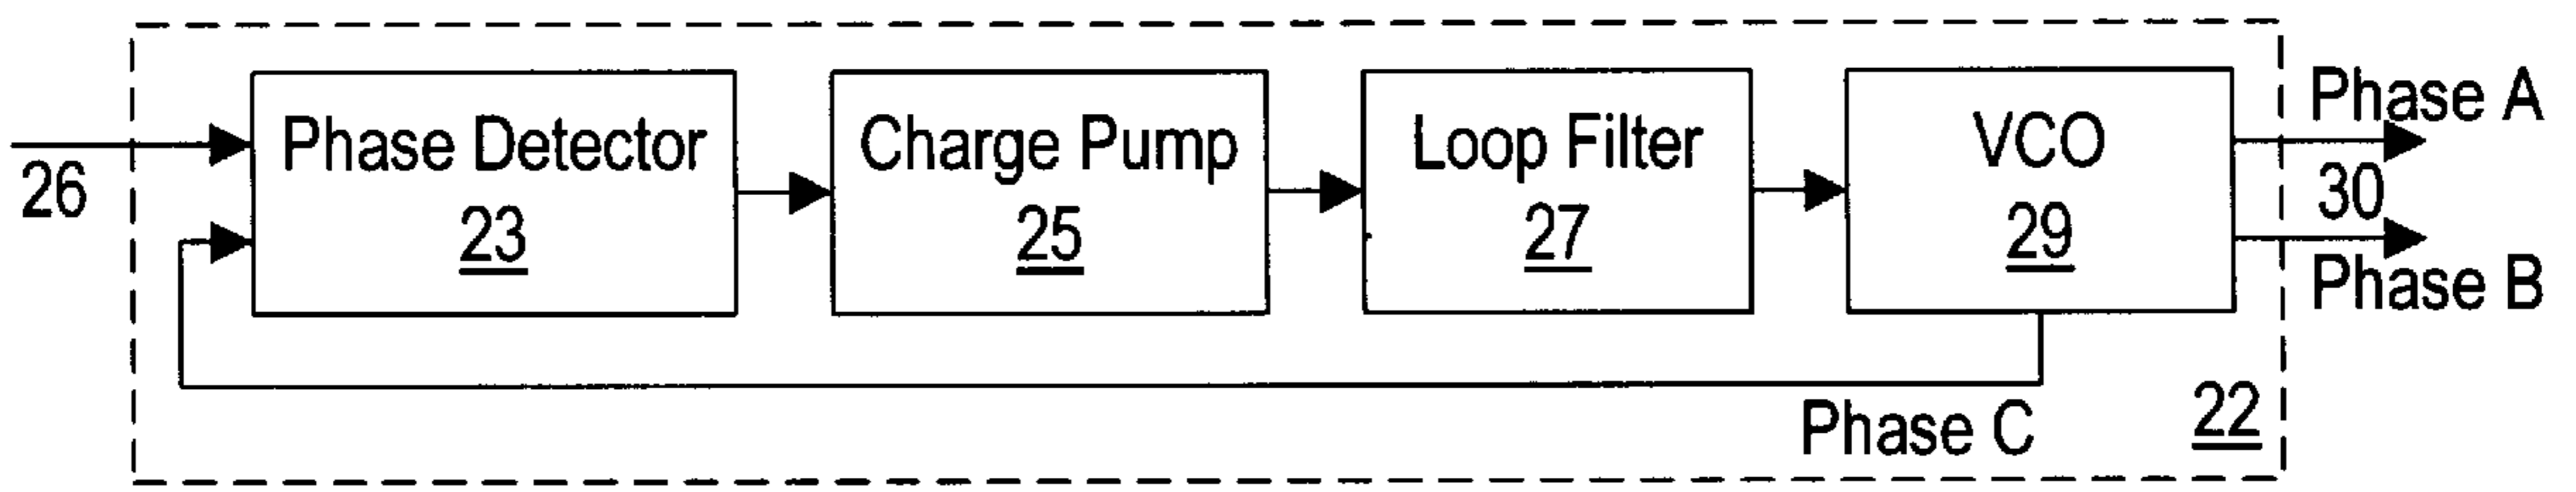 26
Phase Detector
23
Charge Pump
25
Loop Filter
27
VCO
29
Phase A
30
Phase B
Phase C
22